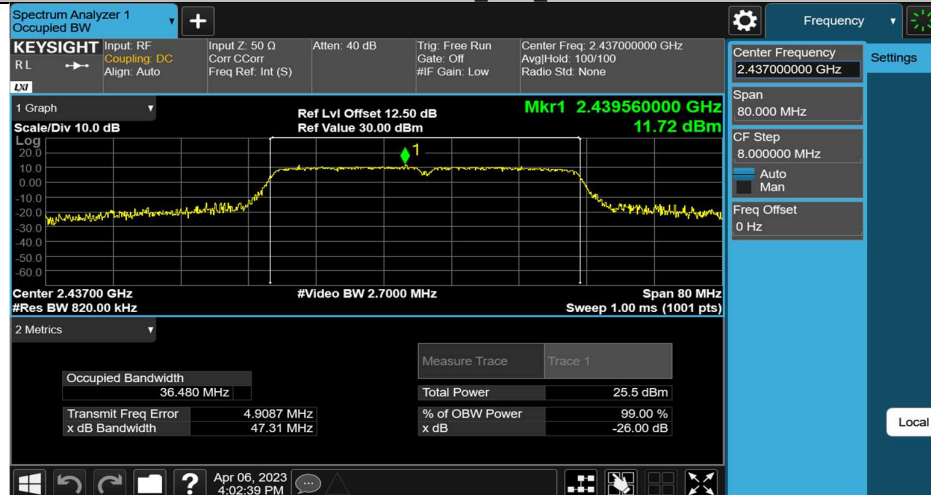 Spectrum Analyzer 1
Occupied BW
+
Frequency
KEYSIGHT
RL
LXI
Input: RF
Coupling: DC
Align: Auto
Input Z: 50 Ω
Corr CCorr
Freq Ref: Int (S)
Atten: 40 dB
Trig: Free Run
Gate: Off
#IF Gain: Low
Center Freq: 2.437000000 GHz
Avg|Hold: 100/100
Radio Std: None
1 Graph
Scale/Div 10.0 dB
Ref Lvl Offset 12.50 dB
Ref Value 30.00 dBm
Mkr1 2.439560000 GHz
11.72 dBm
Log
20.0
10.0
0.00
-10.0
-20.0
-30.0
-40.0
-50.0
-60.0
1
Center 2.43700 GHz
#Res BW 820.00 kHz
#Video BW 2.7000 MHz
Span 80 MHz
Sweep 1.00 ms (1001 pts)
2 Metrics
Measure Trace Trace 1
Occupied Bandwidth
36.480 MHz
Total Power 25.5 dBm
Transmit Freq Error 4.9087 MHz
% of OBW Power 99.00 %
x dB Bandwidth 47.31 MHz
x dB -26.00 dB
Center Frequency
2.437000000 GHz
Span
80.000 MHz
CF Step
8.000000 MHz
Auto
Man
Freq Offset
0 Hz
Settings
Local
?
Apr 06, 2023
4:02:39 PM